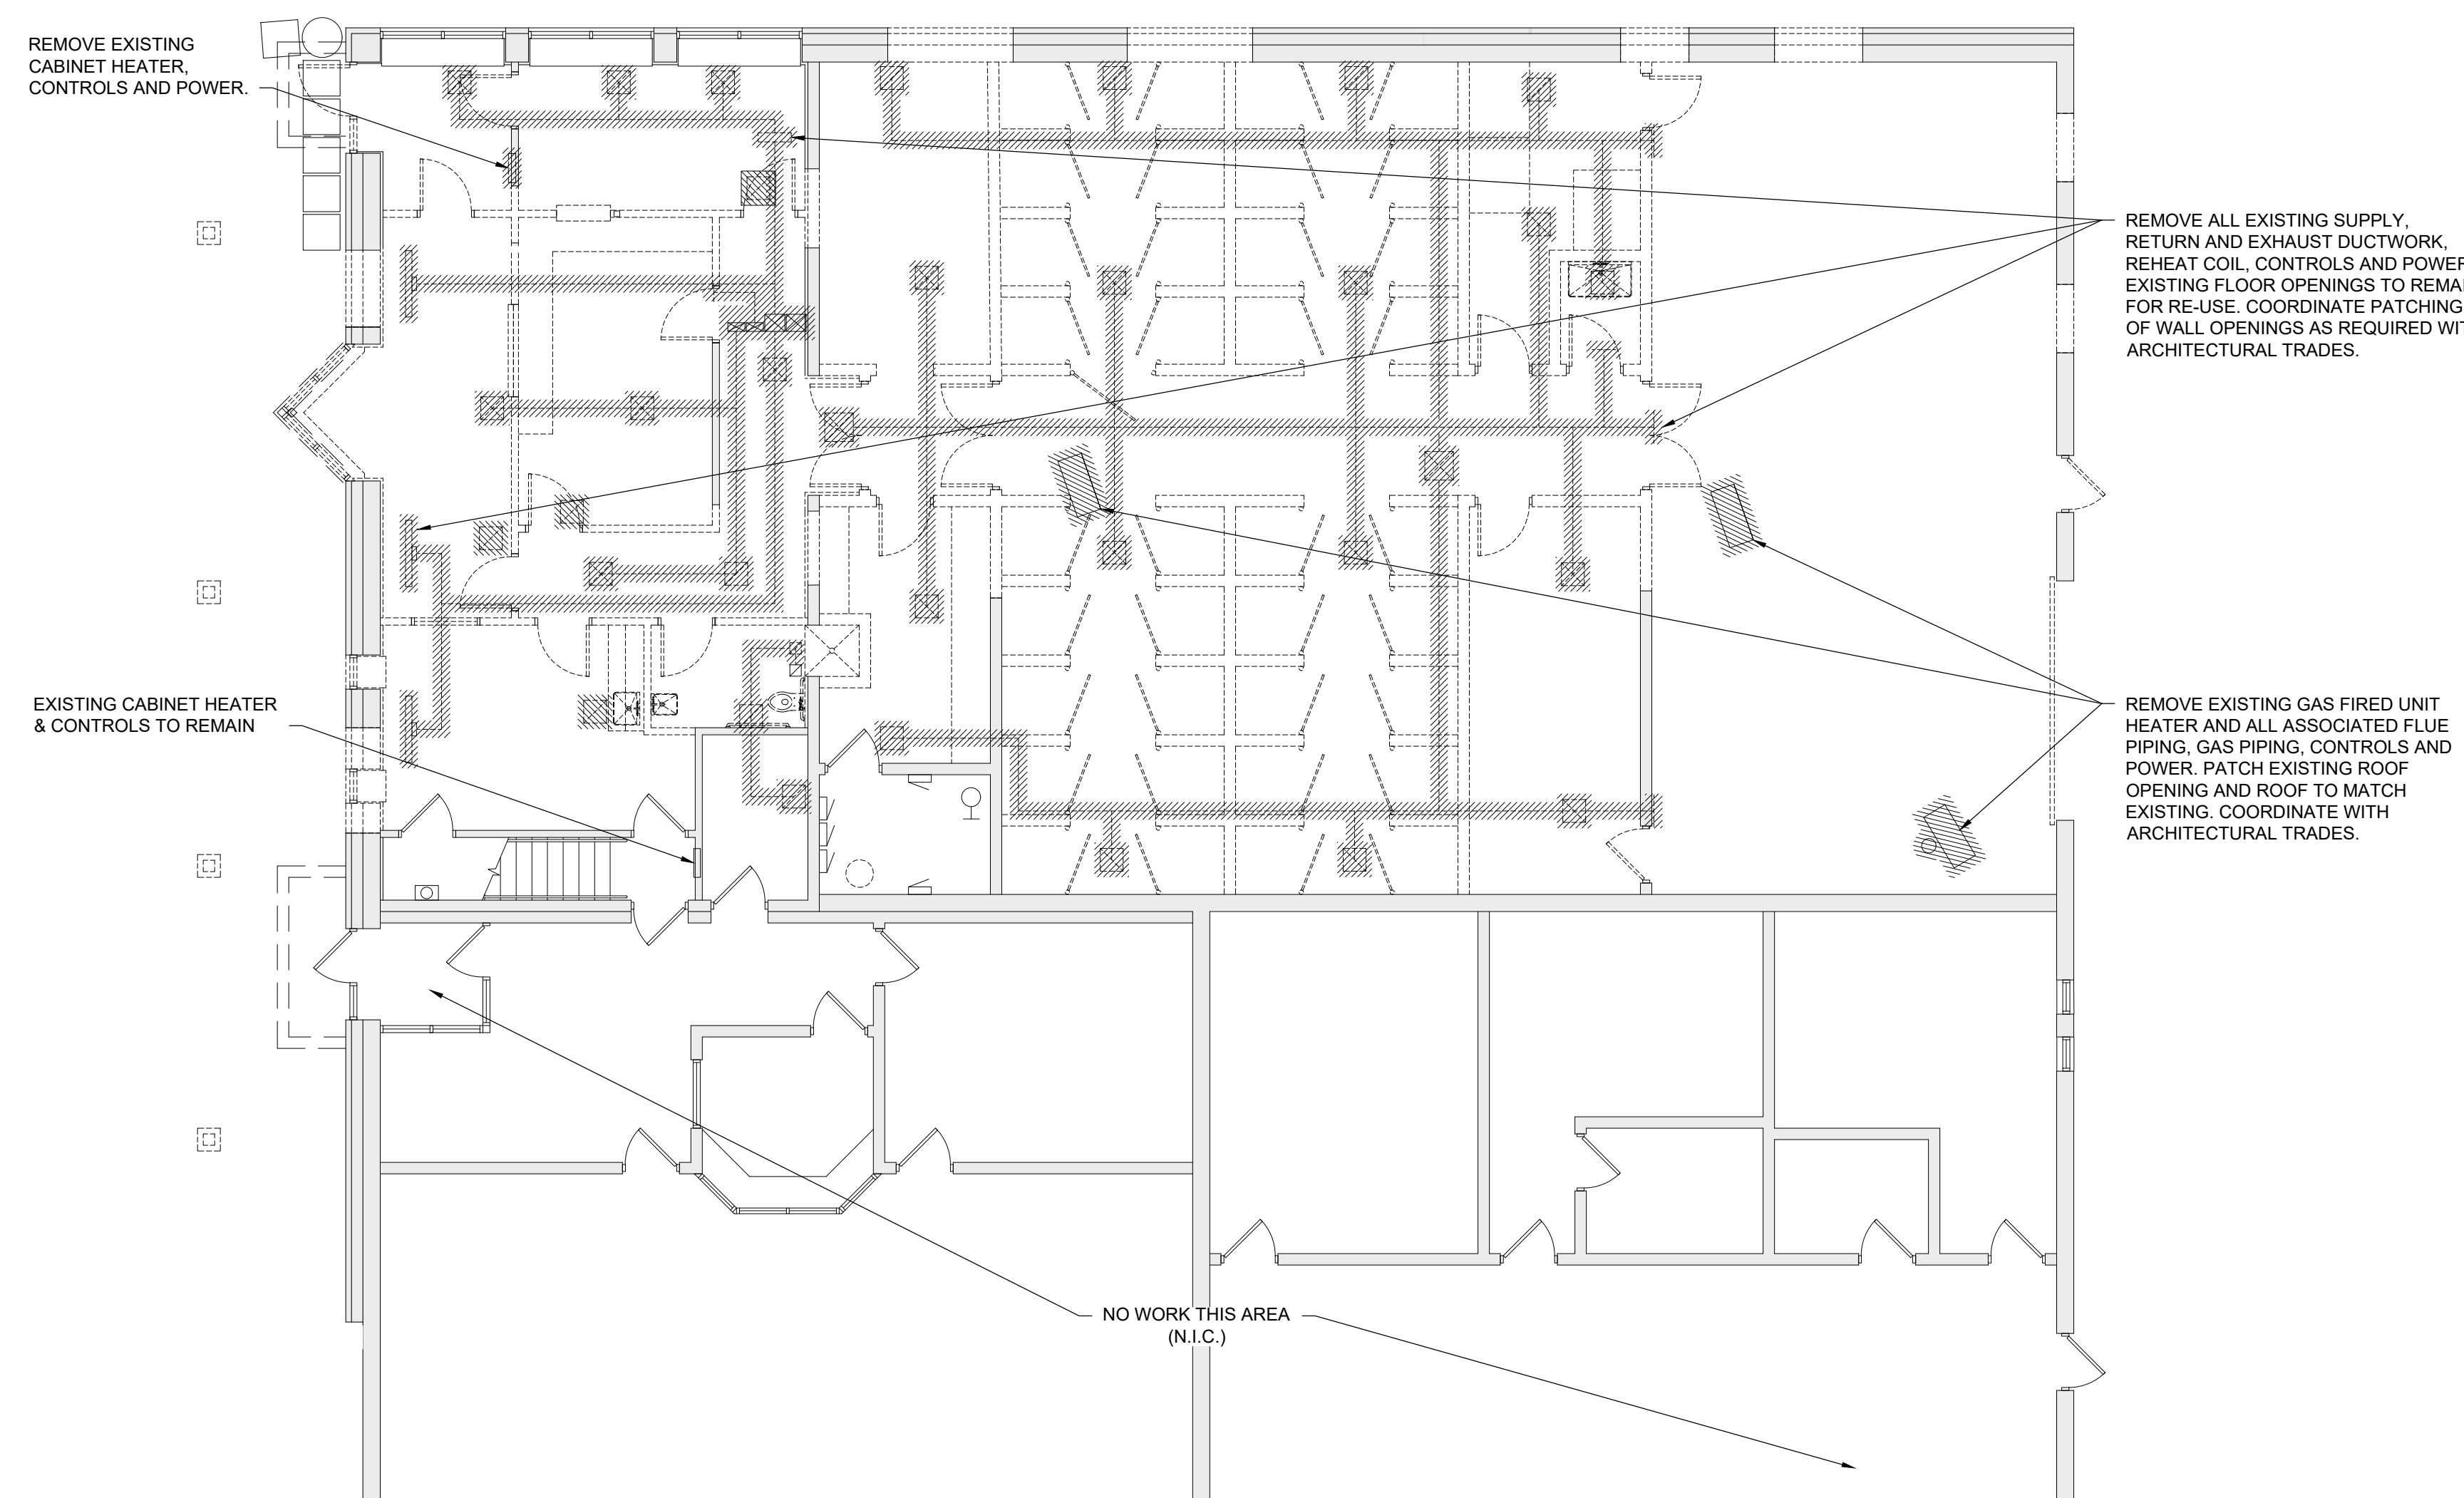 REMOVE EXISTING
CABINET HEATER,
CONTROLS AND POWER.
REMOVE ALL EXISTING SUPPLY,
RETURN AND EXHAUST DUCTWORK,
REHEAT COIL, CONTROLS AND POWER
EXISTING FLOOR OPENINGS TO REMAI
FOR RE-USE. COORDINATE PATCHING
OF WALL OPENINGS AS REQUIRED WIT
ARCHITECTURAL TRADES.
EXISTING CABINET HEATER
& CONTROLS TO REMAIN
REMOVE EXISTING GAS FIRED UNIT
HEATER AND ALL ASSOCIATED FLUE
PIPING, GAS PIPING, CONTROLS AND
POWER. PATCH EXISTING ROOF
OPENING AND ROOF TO MATCH
EXISTING. COORDINATE WITH
ARCHITECTURAL TRADES.
NO WORK THIS AREA
(N.I.C.)